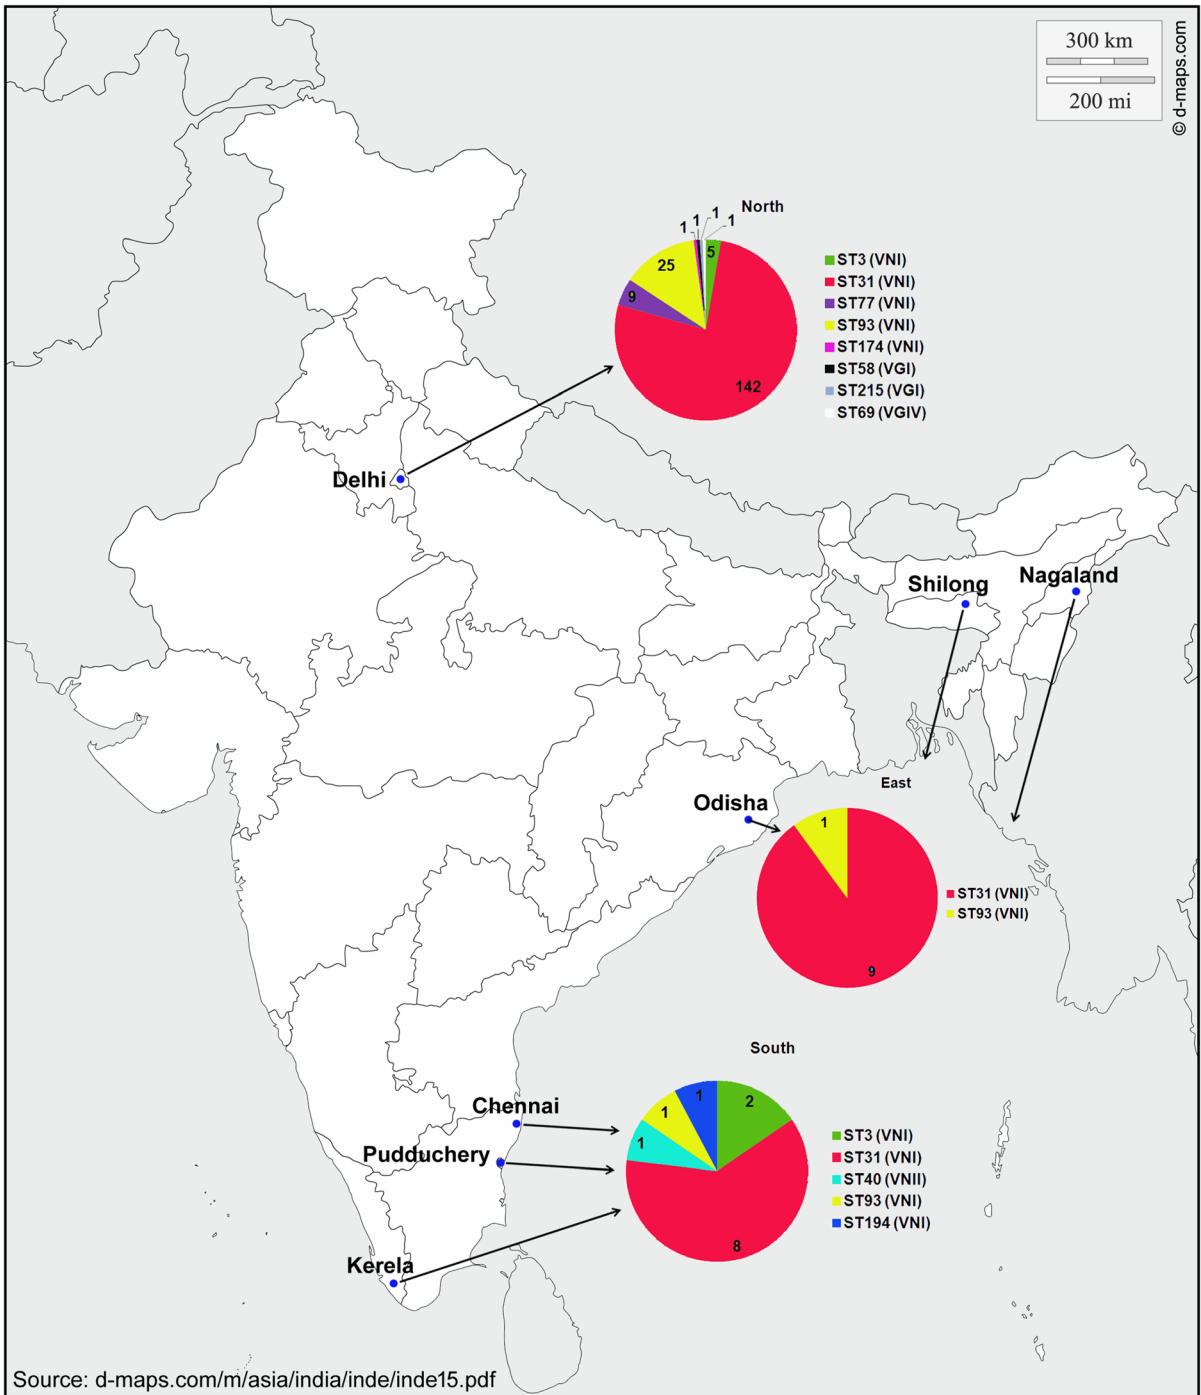 300 km
200 mi
© d-maps.com
North
1 1 1 1
5
25
9
142
ST3 (VNI)
ST31 (VNI)
ST77 (VNI)
ST93 (VNI)
ST174 (VNI)
ST58 (VGI)
ST215 (VGI)
ST69 (VGIV)
Delhi
Shilong
Nagaland
East
Odisha
1
9
ST31 (VNI)
ST93 (VNI)
South
Chennai
Pudduchery
Kerela
1
2
1
1
8
ST3 (VNI)
ST31 (VNI)
ST40 (VNII)
ST93 (VNI)
ST194 (VNI)
Source: d-maps.com/m/asia/india/inde/inde15.pdf